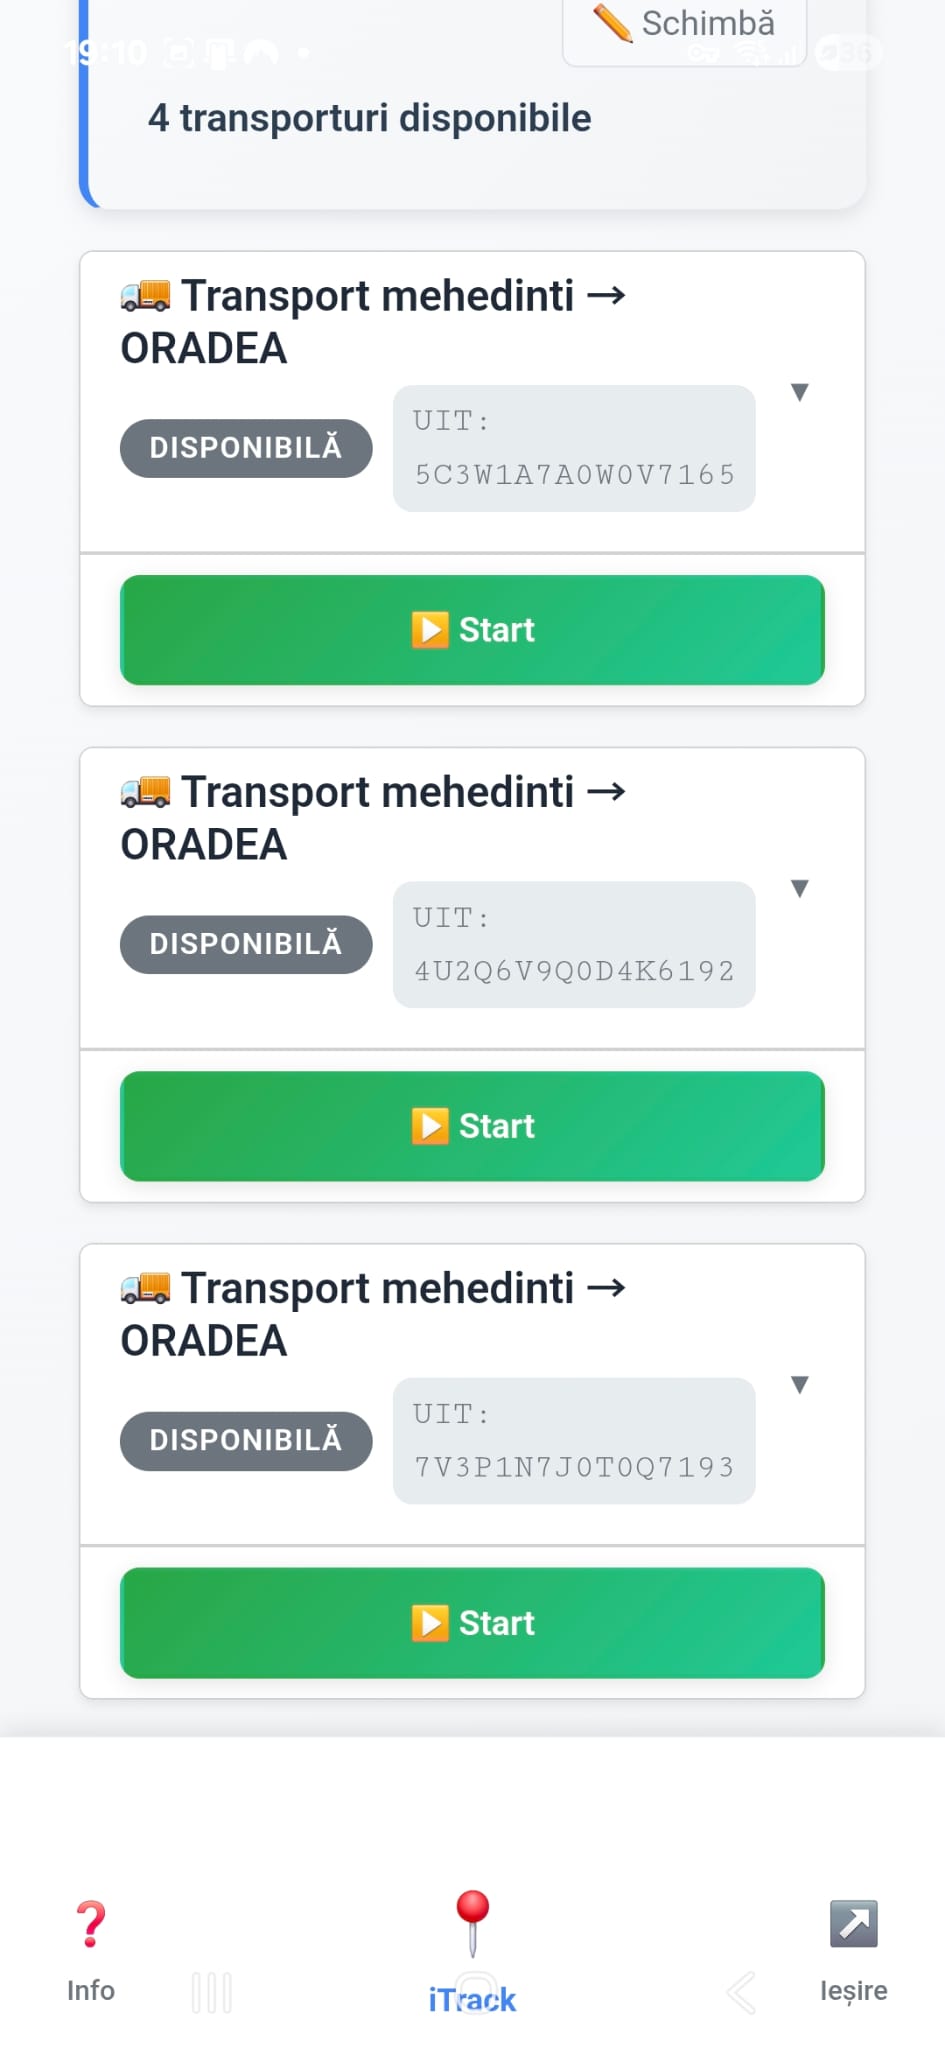 Schimbă
19:10
36
4 transporturi disponibile
Transport mehedinti →
ORADEA
DISPONIBILĂ
UIT:
5C3W1A7A0W0V7165
Start
Transport mehedinti →
ORADEA
DISPONIBILĂ
UIT:
4U2Q6V9Q0D4K6192
Start
Transport mehedinti →
ORADEA
DISPONIBILĂ
UIT:
7V3P1N7J0T0Q7193
Start
Info
iTrack
Ieșire